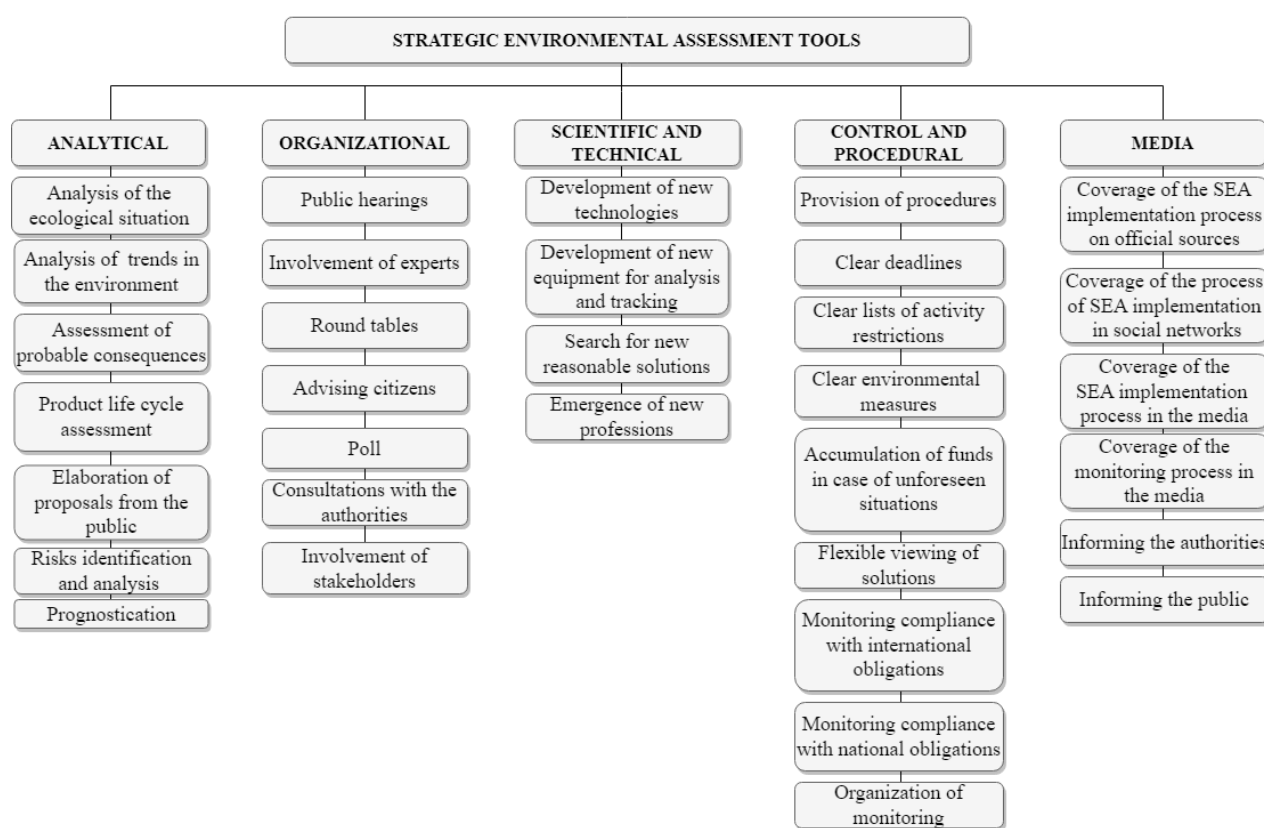 STRATEGIC ENVIRONMENTAL ASSESSMENT TOOLS
ANALYTICAL
Analysis of the
ecological situation
Analysis of trends in
the environment
Assessment of
probable consequences
Product life cycle
assessment
Elaboration of
proposals from the
public
Risks identification
and analysis
Prognostication
ORGANIZATIONAL
Public hearings
Involvement of experts
Round tables
Advising citizens
Poll
Consultations with the
authorities
Involvement of
stakeholders
SCIENTIFIC AND
TECHNICAL
Development of new
technologies
Development of new
equipment for analysis
and tracking
Search for new
reasonable solutions
Emergence of new
professions
CONTROL AND
PROCEDURAL
Provision of procedures
Clear deadlines
Clear lists of activity
restrictions
Clear environmental
measures
Accumulation of funds
in case of unforeseen
situations
Flexible viewing of
solutions
Monitoring compliance
with international
obligations
Monitoring compliance
with national obligations
Organization of
monitoring
MEDIA
Coverage of the SEA
implementation process
on official sources
Coverage of the process
of SEA implementation
in social networks
Coverage of the
SEA implementation
process in the media
Coverage of the
monitoring process in
the media
Informing the authorities
Informing the public